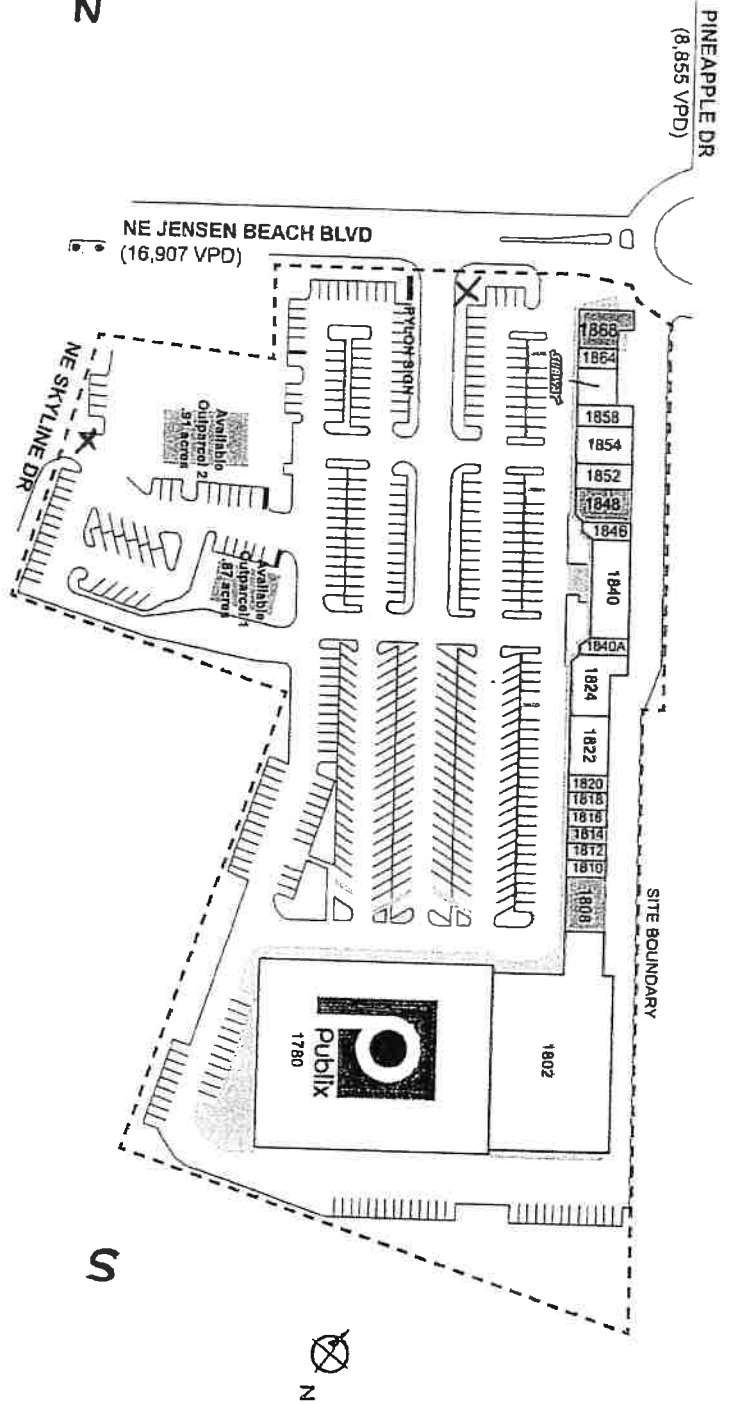 N
PINEAPPLE DR
(8,855 VPD)
NE JENSEN BEACH BLVD
(16,907 VPD)
PYLON SIGN
NE SKYLINE DR
Available
Outparcel 2
.91 acres
Available
Outparcel 1
.87 acres
SUBWAY
1868
1864
1858
1854
1852
1848
1846
1840
1840A
1824
1822
1820
1818
1816
1814
1812
1810
1808
SITE BOUNDARY
1802
Publix
1780
S
N